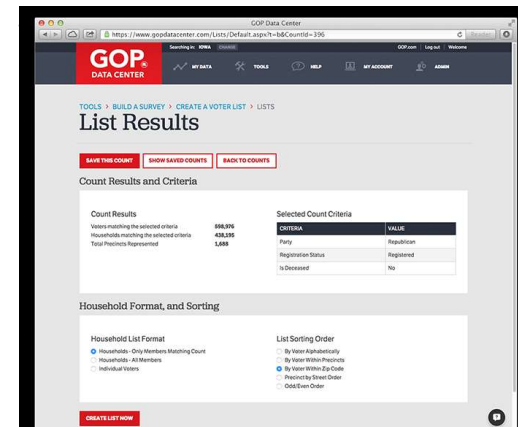 GOP Data Center
https://www.gopdatacenter.com/Lists/Default.aspx?t=b&CountId=396
Reader
Searching in: IOWA CHANGE
GOP.com Log out Welcome
GOP®
DATA CENTER
MY DATA TOOLS HELP MY ACCOUNT ADMIN
TOOLS > BUILD A SURVEY > CREATE A VOTER LIST > LISTS
List Results
SAVE THIS COUNT SHOW SAVED COUNTS BACK TO COUNTS
Count Results and Criteria
Count Results
Voters matching the selected criteria 598,976
Households matching the selected criteria 438,195
Total Precincts Represented 1,688
Selected Count Criteria
CRITERIA VALUE
Party Republican
Registration Status Registered
Is Deceased No
Household Format, and Sorting
Household List Format
Households - Only Members Matching Count
Households - All Members
Individual Voters
List Sorting Order
By Voter Alphabetically
By Voter Within Precincts
By Voter Within Zip Code
Precinct by Street Order
Odd/Even Order
CREATE LIST NOW
?